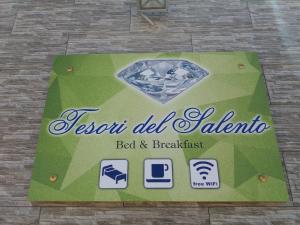 Tesori del Salento
Bed & Breakfast
free WiFi